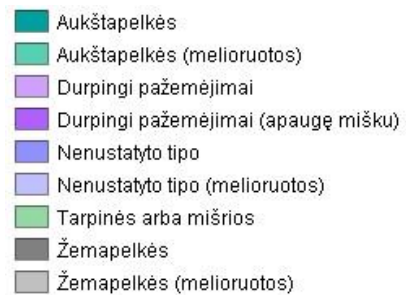 Aukštapelkės
Aukštapelkės (melioruotos)
Durpingi pažemėjimai
Durpingi pažemėjimai (apaugę mišku)
Nenustatyto tipo
Nenustatyto tipo (melioruotos)
Tarpinės arba mišrios
Žemapelkės
Žemapelkės (melioruotos)